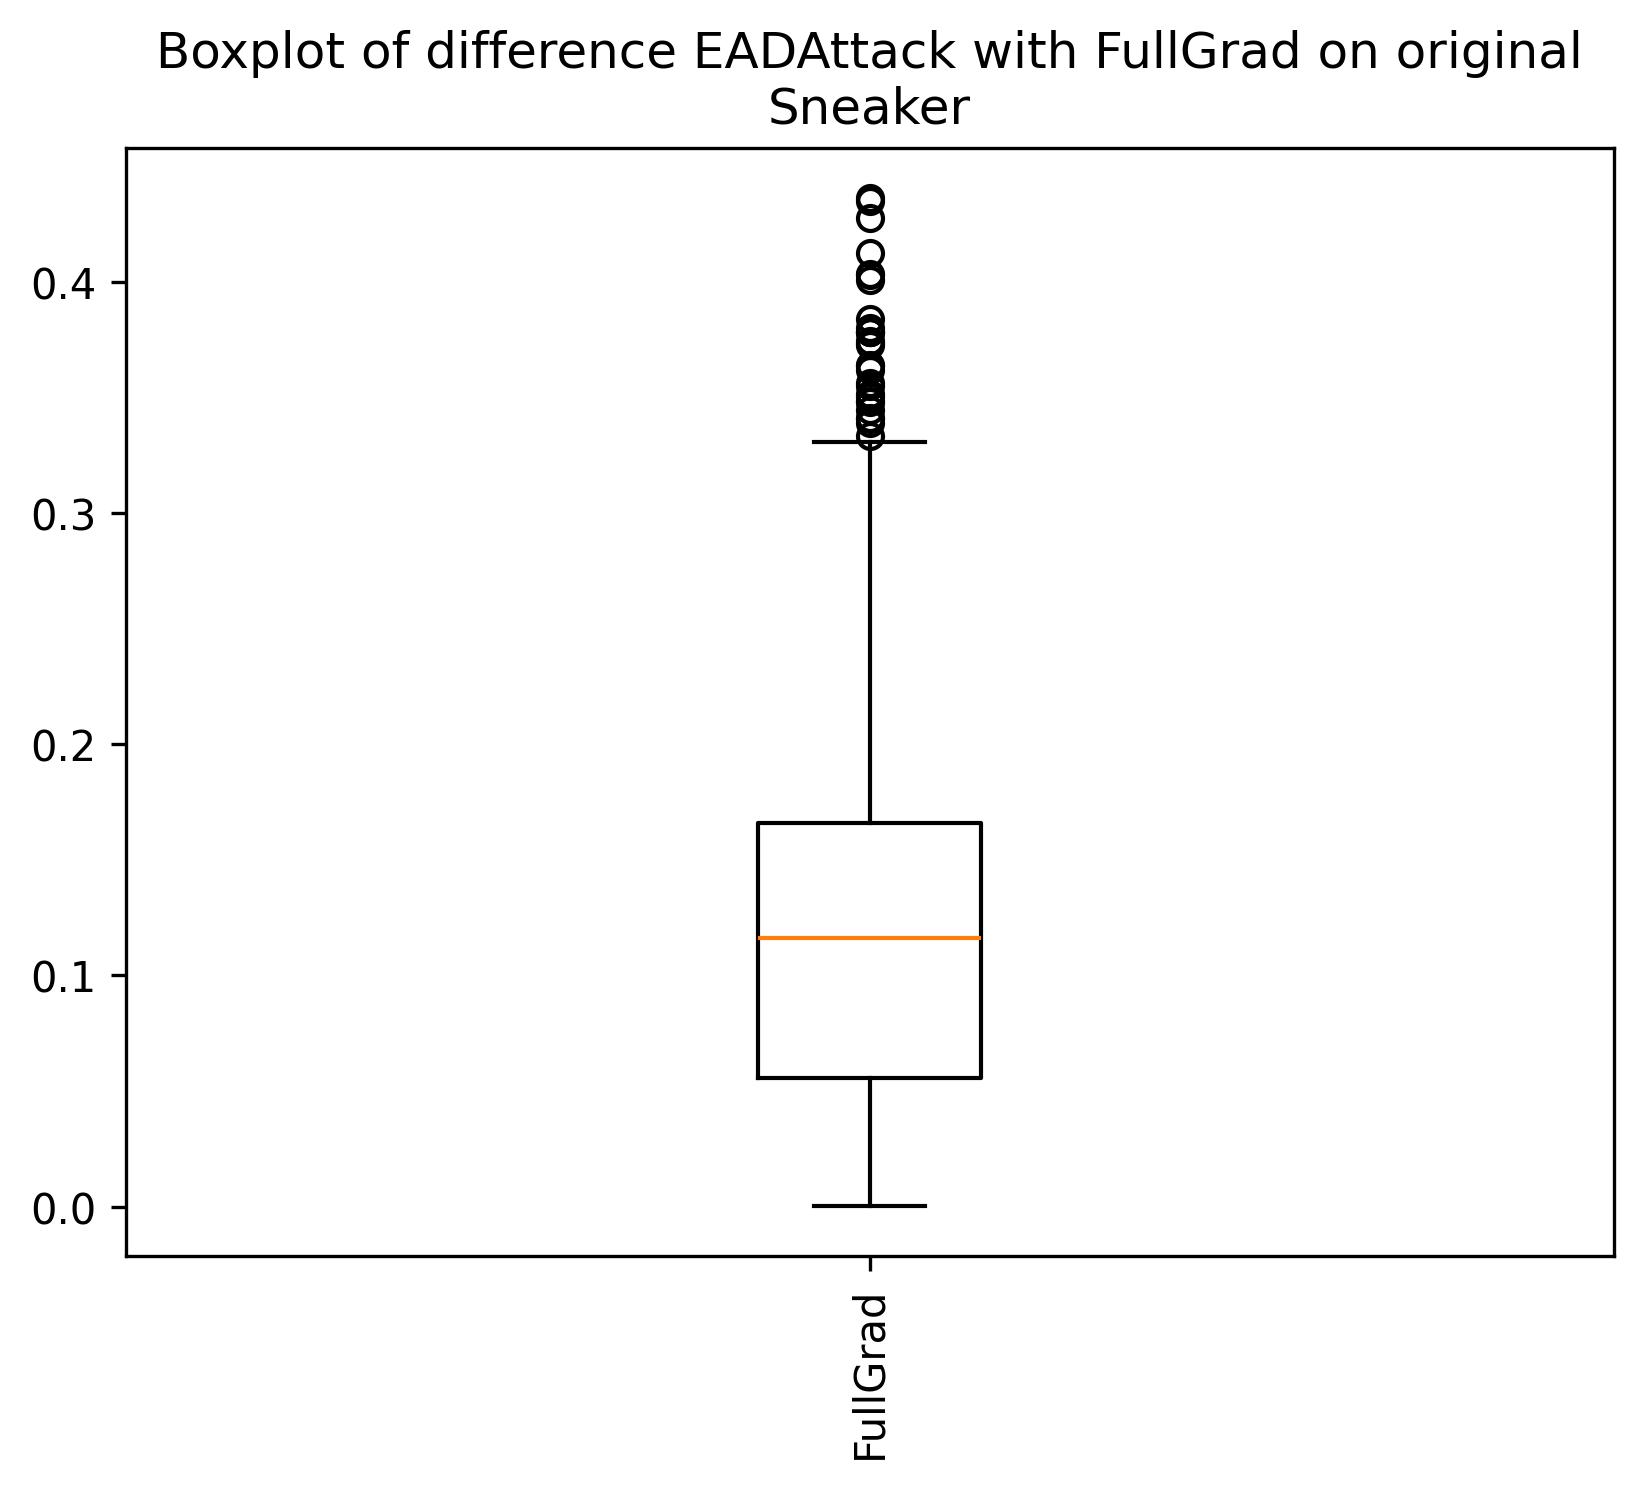 Boxplot of difference EADAttack with FullGrad on original
Sneaker
0.4
0.3
0.2
0.1
0.0
FullGrad